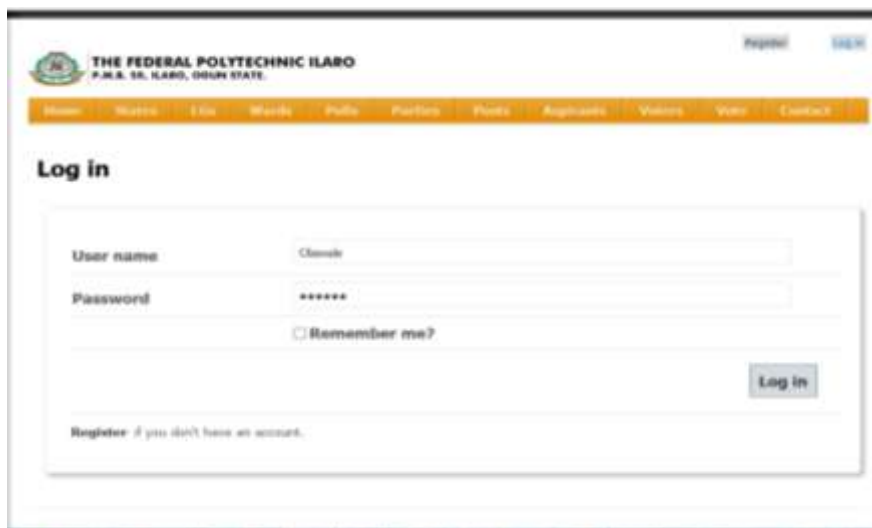 Register Log in
THE FEDERAL POLYTECHNIC ILARO
P.M.B. 50, ILARO, OGUN STATE.
Home States LGs Wards Polls Parties Posts Aspirants Voters Vote Contact
Log in
User name
Password ******
Remember me?
Log in
Register if you don't have an account.